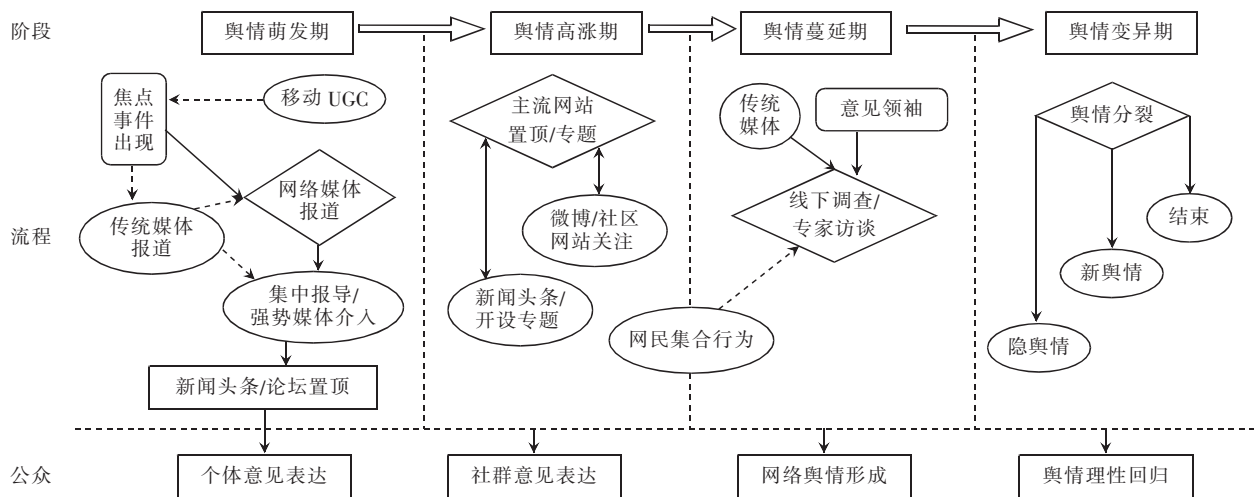 阶段
舆情萌发期
舆情高涨期
舆情蔓延期
舆情变异期
流程
焦点
事件
出现
移动 UGC
网络媒体
报道
传统媒体
报道
集中报导/
强势媒体介入
新闻头条/论坛置顶
主流网站
置顶/专题
微博/社区
网站关注
新闻头条/
开设专题
传统
媒体
意见领袖
线下调查/
专家访谈
网民集合行为
舆情分裂
结束
新舆情
隐舆情
公众
个体意见表达
社群意见表达
网络舆情形成
舆情理性回归